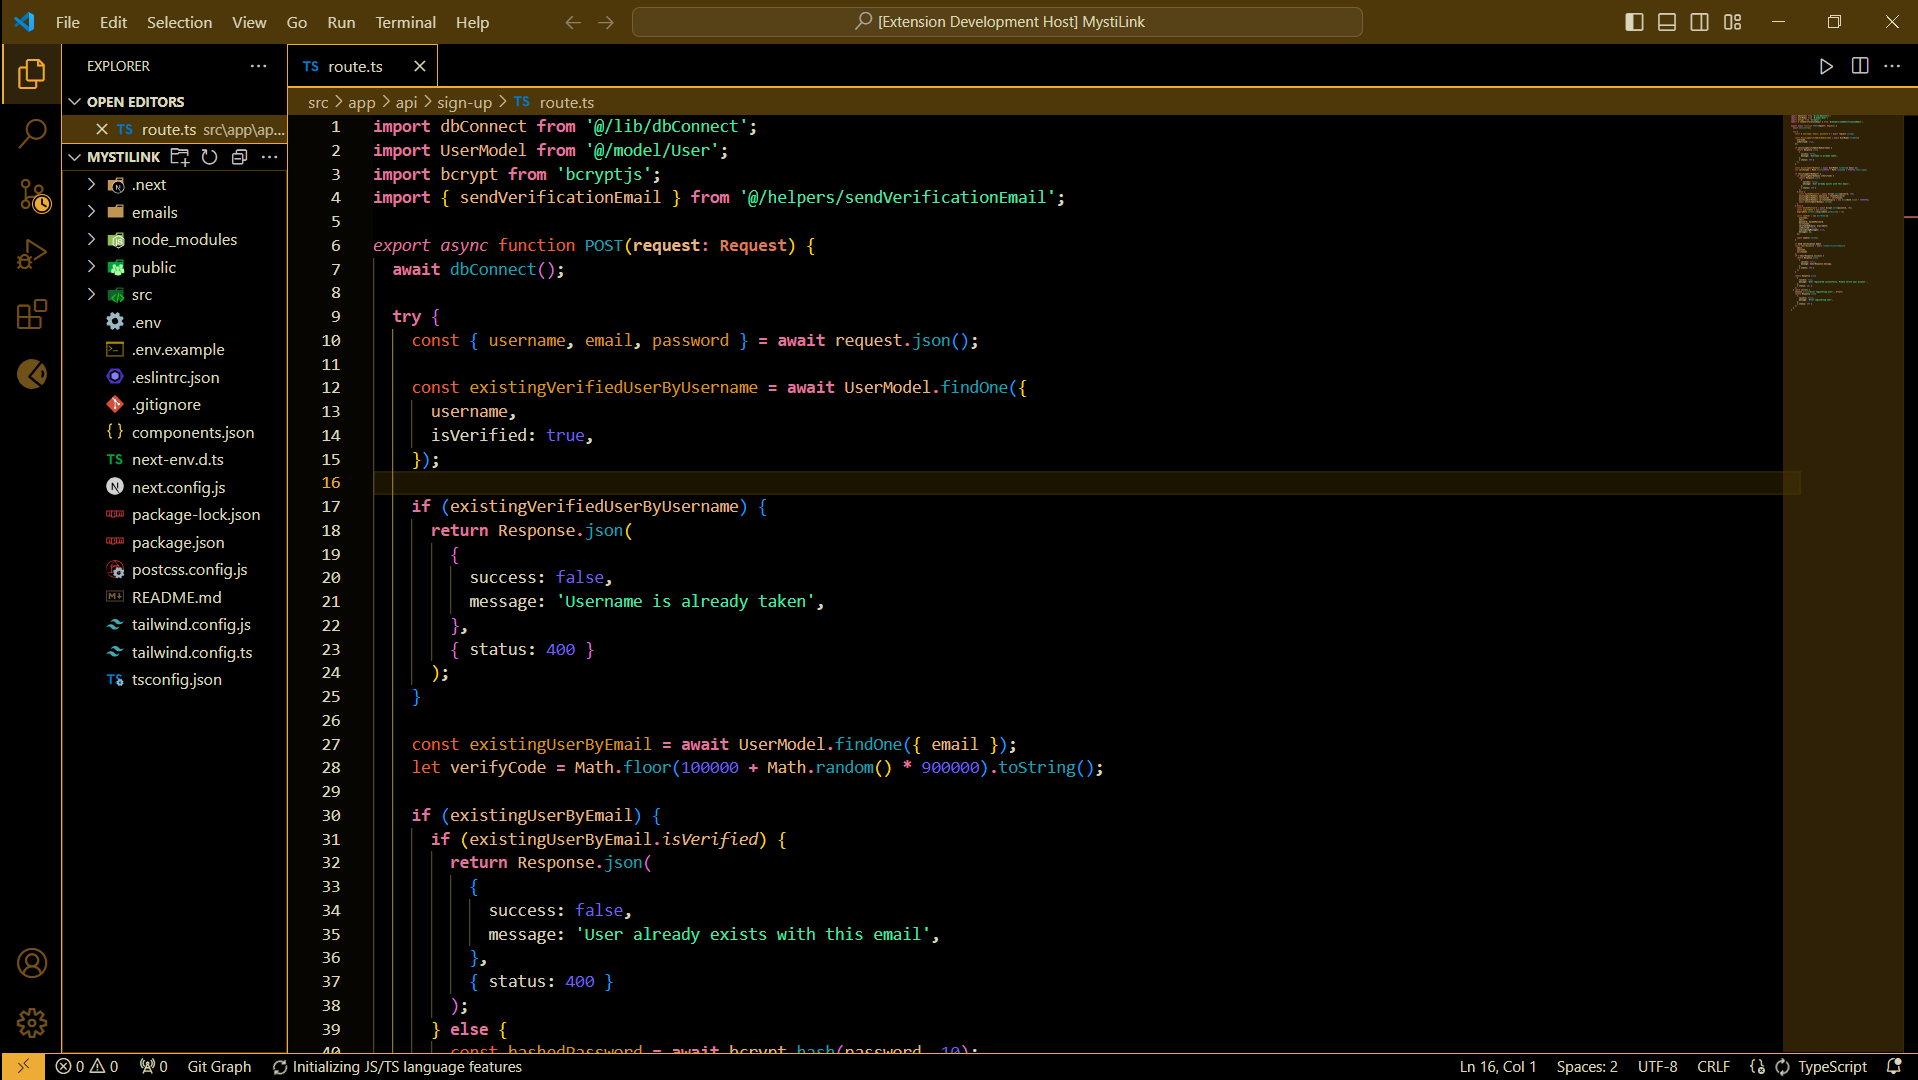 File Edit Selection View Go Run Terminal Help
[Extension Development Host] MystiLink
EXPLORER
OPEN EDITORS
TS route.ts src\app\ap...
MYSTILINK
.next
emails
node_modules
public
src
.env
.env.example
.eslintrc.json
.gitignore
{ } components.json
TS next-env.d.ts
N next.config.js
package-lock.json
package.json
postcss.config.js
README.md
tailwind.config.js
tailwind.config.ts
TS tsconfig.json
TS route.ts
src > app > api > sign-up > TS route.ts
1 import dbConnect from '@/lib/dbConnect';
2 import UserModel from '@/model/User';
3 import bcrypt from 'bcryptjs';
4 import { sendVerificationEmail } from '@/helpers/sendVerificationEmail';
5
6 export async function POST(request: Request) {
7 await dbConnect();
8
9 try {
10 const { username, email, password } = await request.json();
11
12 const existingVerifiedUserByUsername = await UserModel.findOne({
13 username,
14 isVerified: true,
15 });
16
17 if (existingVerifiedUserByUsername) {
18 return Response.json(
19 {
20 success: false,
21 message: 'Username is already taken',
22 },
23 { status: 400 }
24 );
25 }
26
27 const existingUserByEmail = await UserModel.findOne({ email });
28 let verifyCode = Math.floor(100000 + Math.random() * 900000).toString();
29
30 if (existingUserByEmail) {
31 if (existingUserByEmail.isVerified) {
32 return Response.json(
33 {
34 success: false,
35 message: 'User already exists with this email',
36 },
37 { status: 400 }
38 );
39 } else {
40 const hashedPassword = await bcrypt.hash(password, 10);
0 0 0 Git Graph Initializing JS/TS language features
Ln 16, Col 1 Spaces: 2 UTF-8 CRLF TypeScript